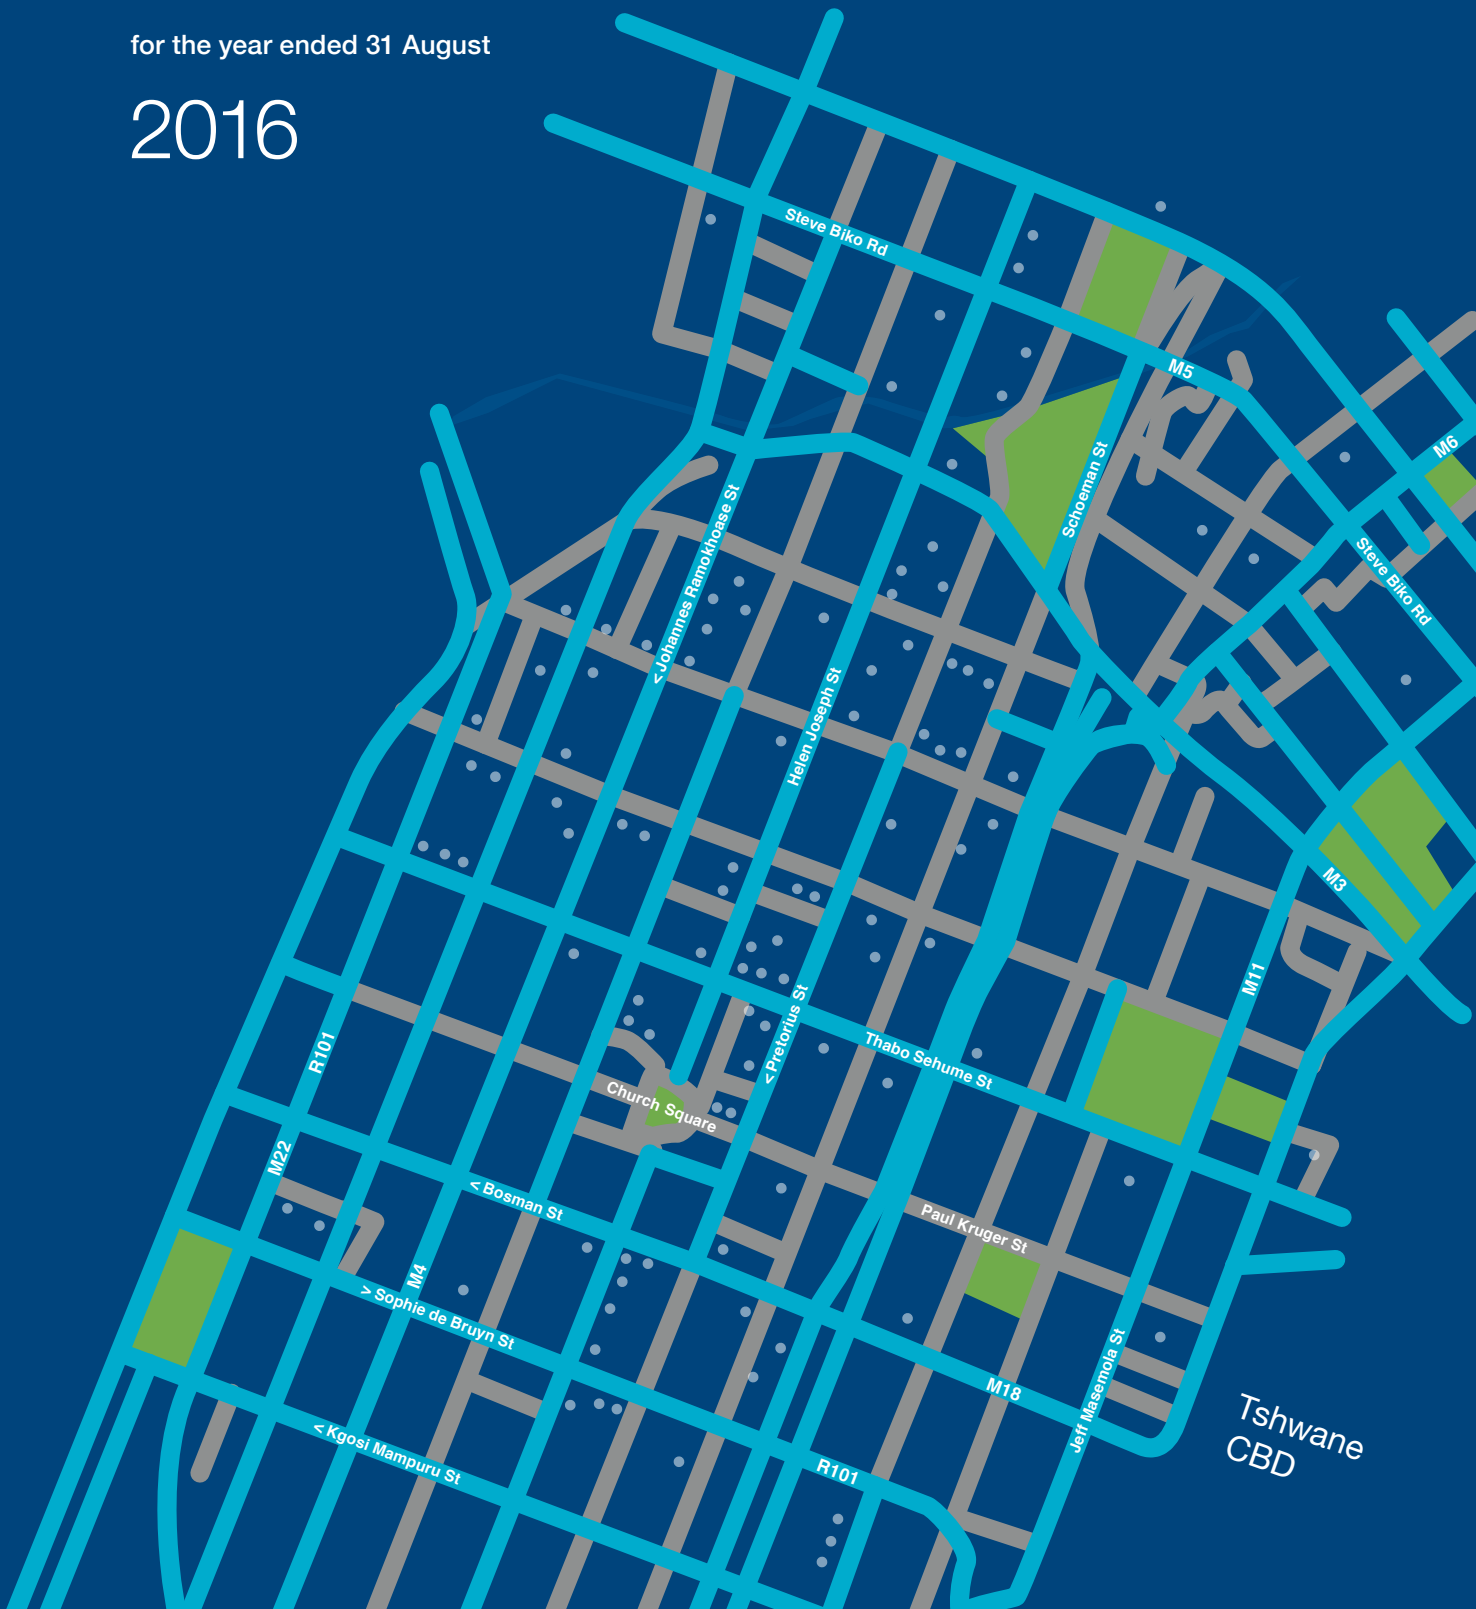 for the year ended 31 August
2016
Steve Biko Rd
M5
M6
Schoeman St
< Johannes Ramokhoase St
Steve Biko Rd
Helen Joseph St
M3
M11
< Pretorius St
R101
Thabo Sehume St
Church Square
M22
< Bosman St
Paul Kruger St
M4
> Sophie de Bruyn St
M18
Jeff Masemola St
Tshwane
CBD
< Kgosi Mampuru St
R101